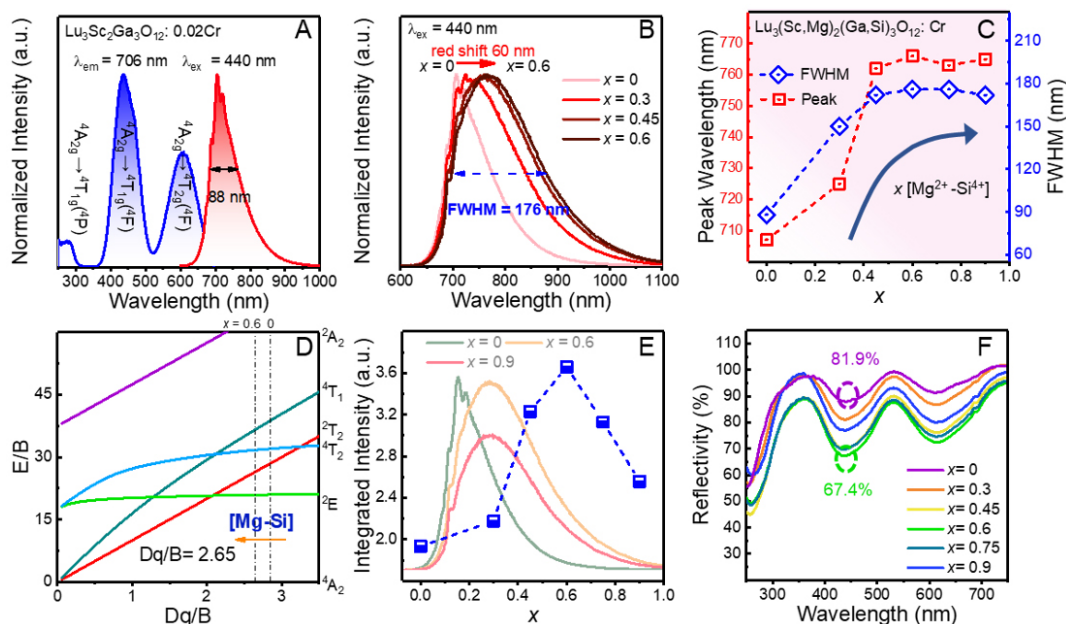 A
Lu₃Sc₂Ga₃O₁₂: 0.02Cr
λem = 706 nm λex = 440 nm
⁴A₂g→⁴T₁g(⁴P)
⁴A₂g→⁴T₁g(⁴F)
⁴A₂g→⁴T₂g(⁴F)
88 nm
Normalized Intensity (a.u.)
300 400 500 600 700 800 900 1000
Wavelength (nm)
B
λex = 440 nm
red shift 60 nm
x = 0 x= 0.6
x = 0
x = 0.3
x = 0.45
x = 0.6
FWHM = 176 nm
Normalized Intensity (a.u.)
600 700 800 900 1000 1100
Wavelength (nm)
C
Lu₃(Sc,Mg)₂(Ga,Si)₃O₁₂: Cr
FWHM
Peak
x [Mg²⁺-Si⁴⁺]
Peak Wavelength (nm)
770
760
750
740
730
720
710
FWHM (nm)
210
180
150
120
90
60
0.0 0.2 0.4 0.6 0.8 1.0
x
D
x = 0.6 0
²A₂
⁴T₁
²T₂
⁴T₂
²E
⁴A₂
[Mg-Si]
Dq/B= 2.65
E/B
45
30
15
0
0 1 2 3
Dq/B
E
x = 0
x = 0.6
x = 0.9
Integrated Intensity (a.u.)
3.6
3.0
2.4
1.8
0.0 0.2 0.4 0.6 0.8 1.0
x
F
81.9%
67.4%
x= 0
x= 0.3
x= 0.45
x= 0.6
x= 0.75
x= 0.9
Reflectivity (%)
100
90
80
70
60
50
40
30
20
300 400 500 600 700
Wavelength (nm)